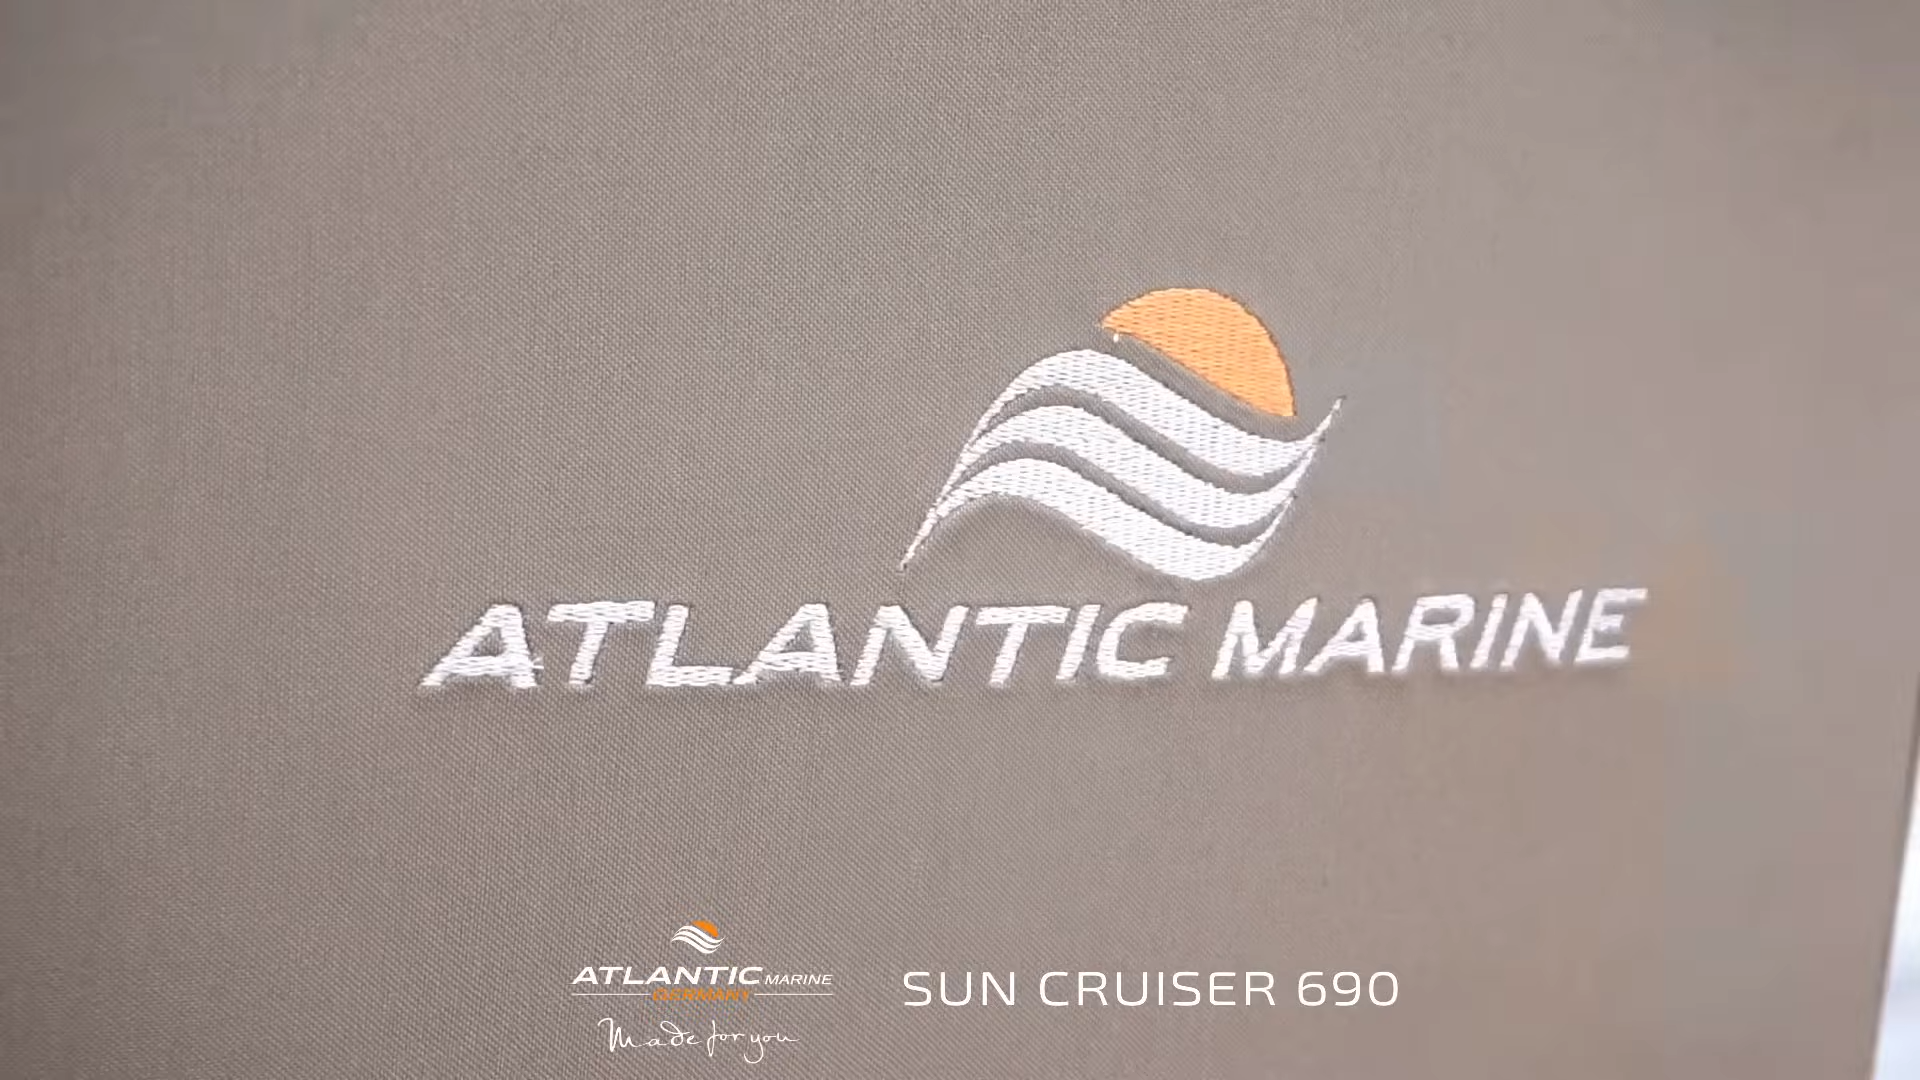 ATLANTIC MARINE
ATLANTIC MARINE
GERMANY
Made for you
SUN CRUISER 690